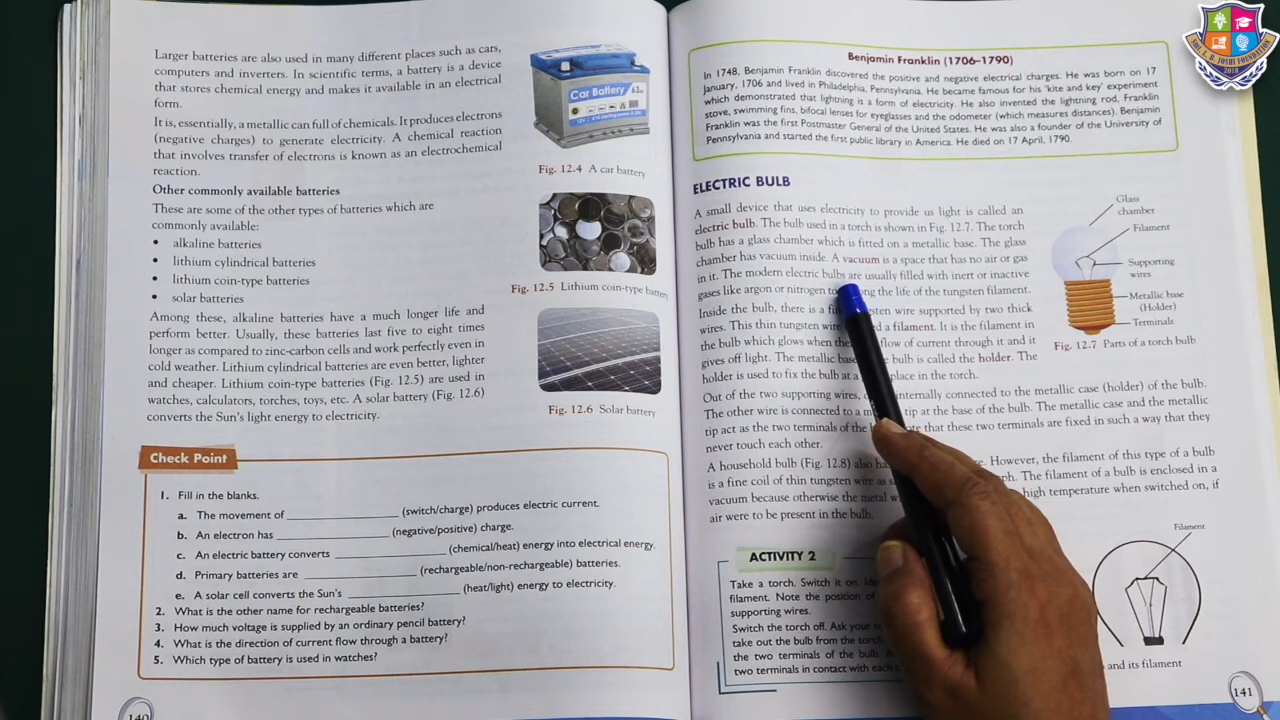 Larger batteries are also used in many different places such as cars,
computers and inverters. In scientific terms, a battery is a device
that stores chemical energy and makes it available in an electrical
form.
It is, essentially, a metallic can full of chemicals. It produces electrons
(negative charges) to generate electricity. A chemical reaction
that involves transfer of electrons is known as an electrochemical
reaction.
Other commonly available batteries
These are some of the other types of batteries which are
commonly available:
• alkaline batteries
• lithium cylindrical batteries
• lithium coin-type batteries
• solar batteries
Among these, alkaline batteries have a much longer life and
perform better. Usually, these batteries last five to eight times
longer as compared to zinc-carbon cells and work perfectly even in
cold weather. Lithium cylindrical batteries are even better, lighter
and cheaper. Lithium coin-type batteries (Fig. 12.5) are used in
watches, calculators, torches, toys, etc. A solar battery (Fig. 12.6)
converts the Sun's light energy to electricity.
Car Battery
Fig. 12.4 A car battery
Fig. 12.5 Lithium coin-type battery
Fig. 12.6 Solar battery
Check Point
1. Fill in the blanks.
a. The movement of ____________ (switch/charge) produces electric current.
b. An electron has ____________ (negative/positive) charge.
c. An electric battery converts ____________ (chemical/heat) energy into electrical energy.
d. Primary batteries are ____________ (rechargeable/non-rechargeable) batteries.
e. A solar cell converts the Sun's ____________ (heat/light) energy to electricity.
2. What is the other name for rechargeable batteries?
3. How much voltage is supplied by an ordinary pencil battery?
4. What is the direction of current flow through a battery?
5. Which type of battery is used in watches?
140
Benjamin Franklin (1706–1790)
In 1748, Benjamin Franklin discovered the positive and negative electrical charges. He was born on 17
January, 1706 and lived in Philadelphia, Pennsylvania. He became famous for his 'kite and key' experiment
which demonstrated that lightning is a form of electricity. He also invented the lightning rod, Franklin
stove, swimming fins, bifocal lenses for eyeglasses and the odometer (which measures distances). Benjamin
Franklin was the first Postmaster General of the United States. He was also a founder of the University of
Pennsylvania and started the first public library in America. He died on 17 April, 1790.
ELECTRIC BULB
A small device that uses electricity to provide us light is called an
electric bulb. The bulb used in a torch is shown in Fig. 12.7. The torch
bulb has a glass chamber which is fitted on a metallic base. The glass
chamber has vacuum inside. A vacuum is a space that has no air or gas
in it. The modern electric bulbs are usually filled with inert or inactive
gases like argon or nitrogen to the life of the tungsten filament.
Inside the bulb, there is a wire supported by two thick
wires. This thin tungsten wire a filament. It is the filament in
the bulb which glows when flow of current through it and it
gives off light. The metallic bulb is called the holder. The
holder is used to fix the bulb at place in the torch.
Out of the two supporting wires, internally connected to the metallic case (holder) of the bulb.
The other wire is connected to a tip at the base of the bulb. The metallic case and the metallic
tip act as the two terminals of the that these two terminals are fixed in such a way that they
never touch each other.
A household bulb (Fig. 12.8) However, the filament of this type of a bulb
is a fine coil of thin tungsten wire The filament of a bulb is enclosed in a
vacuum because otherwise the metal high temperature when switched on, if
air were to be present in the bulb.
Glass
chamber
Filament
Supporting
wires
Metallic base
(Holder)
Terminals
Fig. 12.7 Parts of a torch bulb
ACTIVITY 2
Take a torch. Switch it on.
filament. Note the position of
supporting wires.
Switch the torch off. Ask your
take out the bulb from the torch
the two terminals of the bulb.
two terminals in contact with each
Filament
and its filament
141